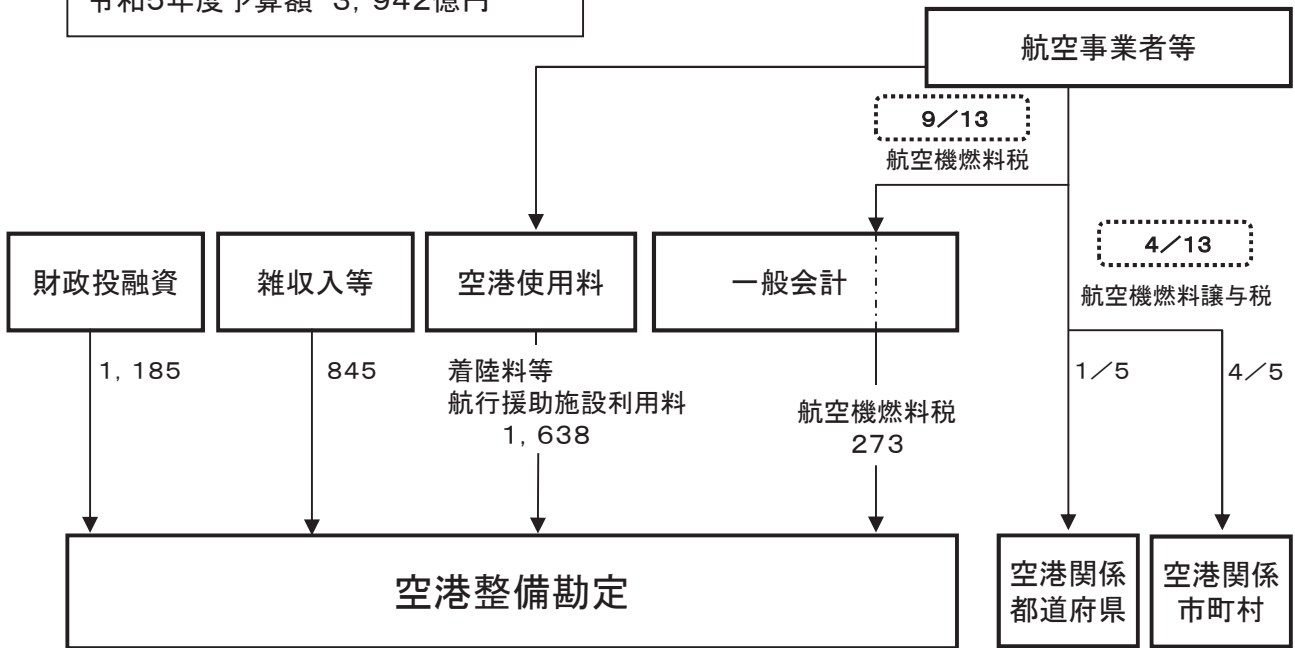 令和5年度予算額 3，942億円
航空事業者等
9／13
航空機燃料税
4／13
航空機燃料譲与税
財政投融資
雑収入等
空港使用料
一般会計
1，185
845
着陸料等
航行援助施設利用料
1，638
航空機燃料税
273
1／5
4／5
空港整備勘定
空港関係
都道府県
空港関係
市町村